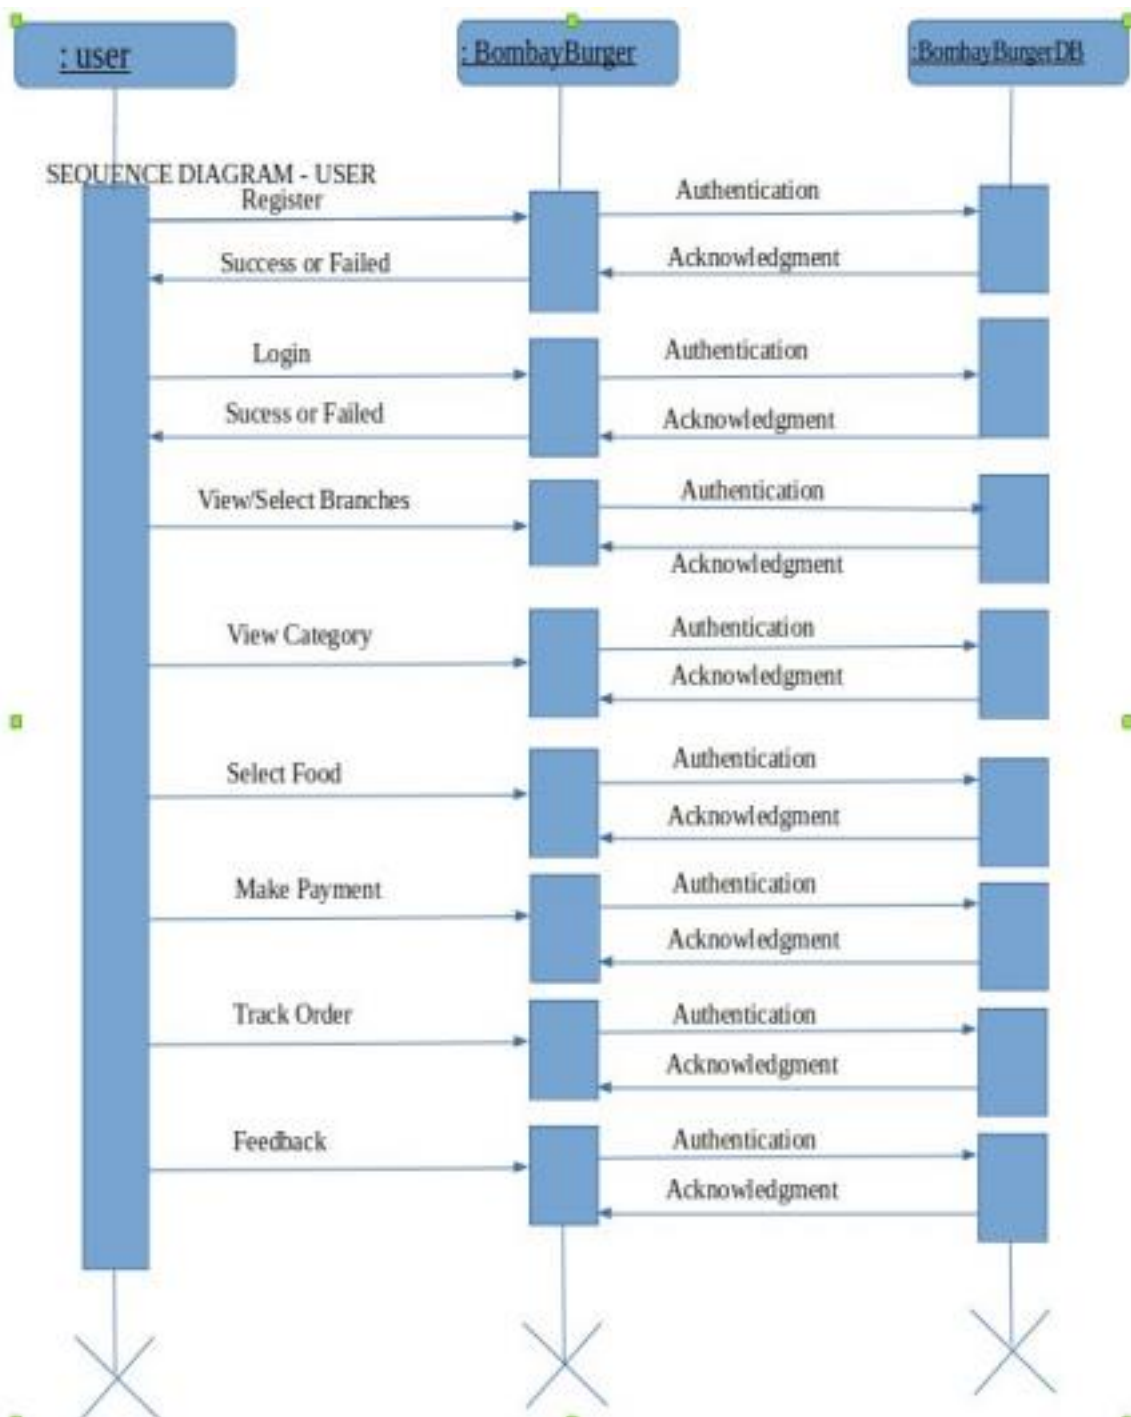 : user
: BombayBurger
:BombayBurgerDB
SEQUENCE DIAGRAM - USER
Register
Authentication
Success or Failed
Acknowledgment
Login
Authentication
Sucess or Failed
Acknowledgment
View/Select Branches
Authentication
Acknowledgment
View Category
Authentication
Acknowledgment
Select Food
Authentication
Acknowledgment
Make Payment
Authentication
Acknowledgment
Track Order
Authentication
Acknowledgment
Feedback
Authentication
Acknowledgment